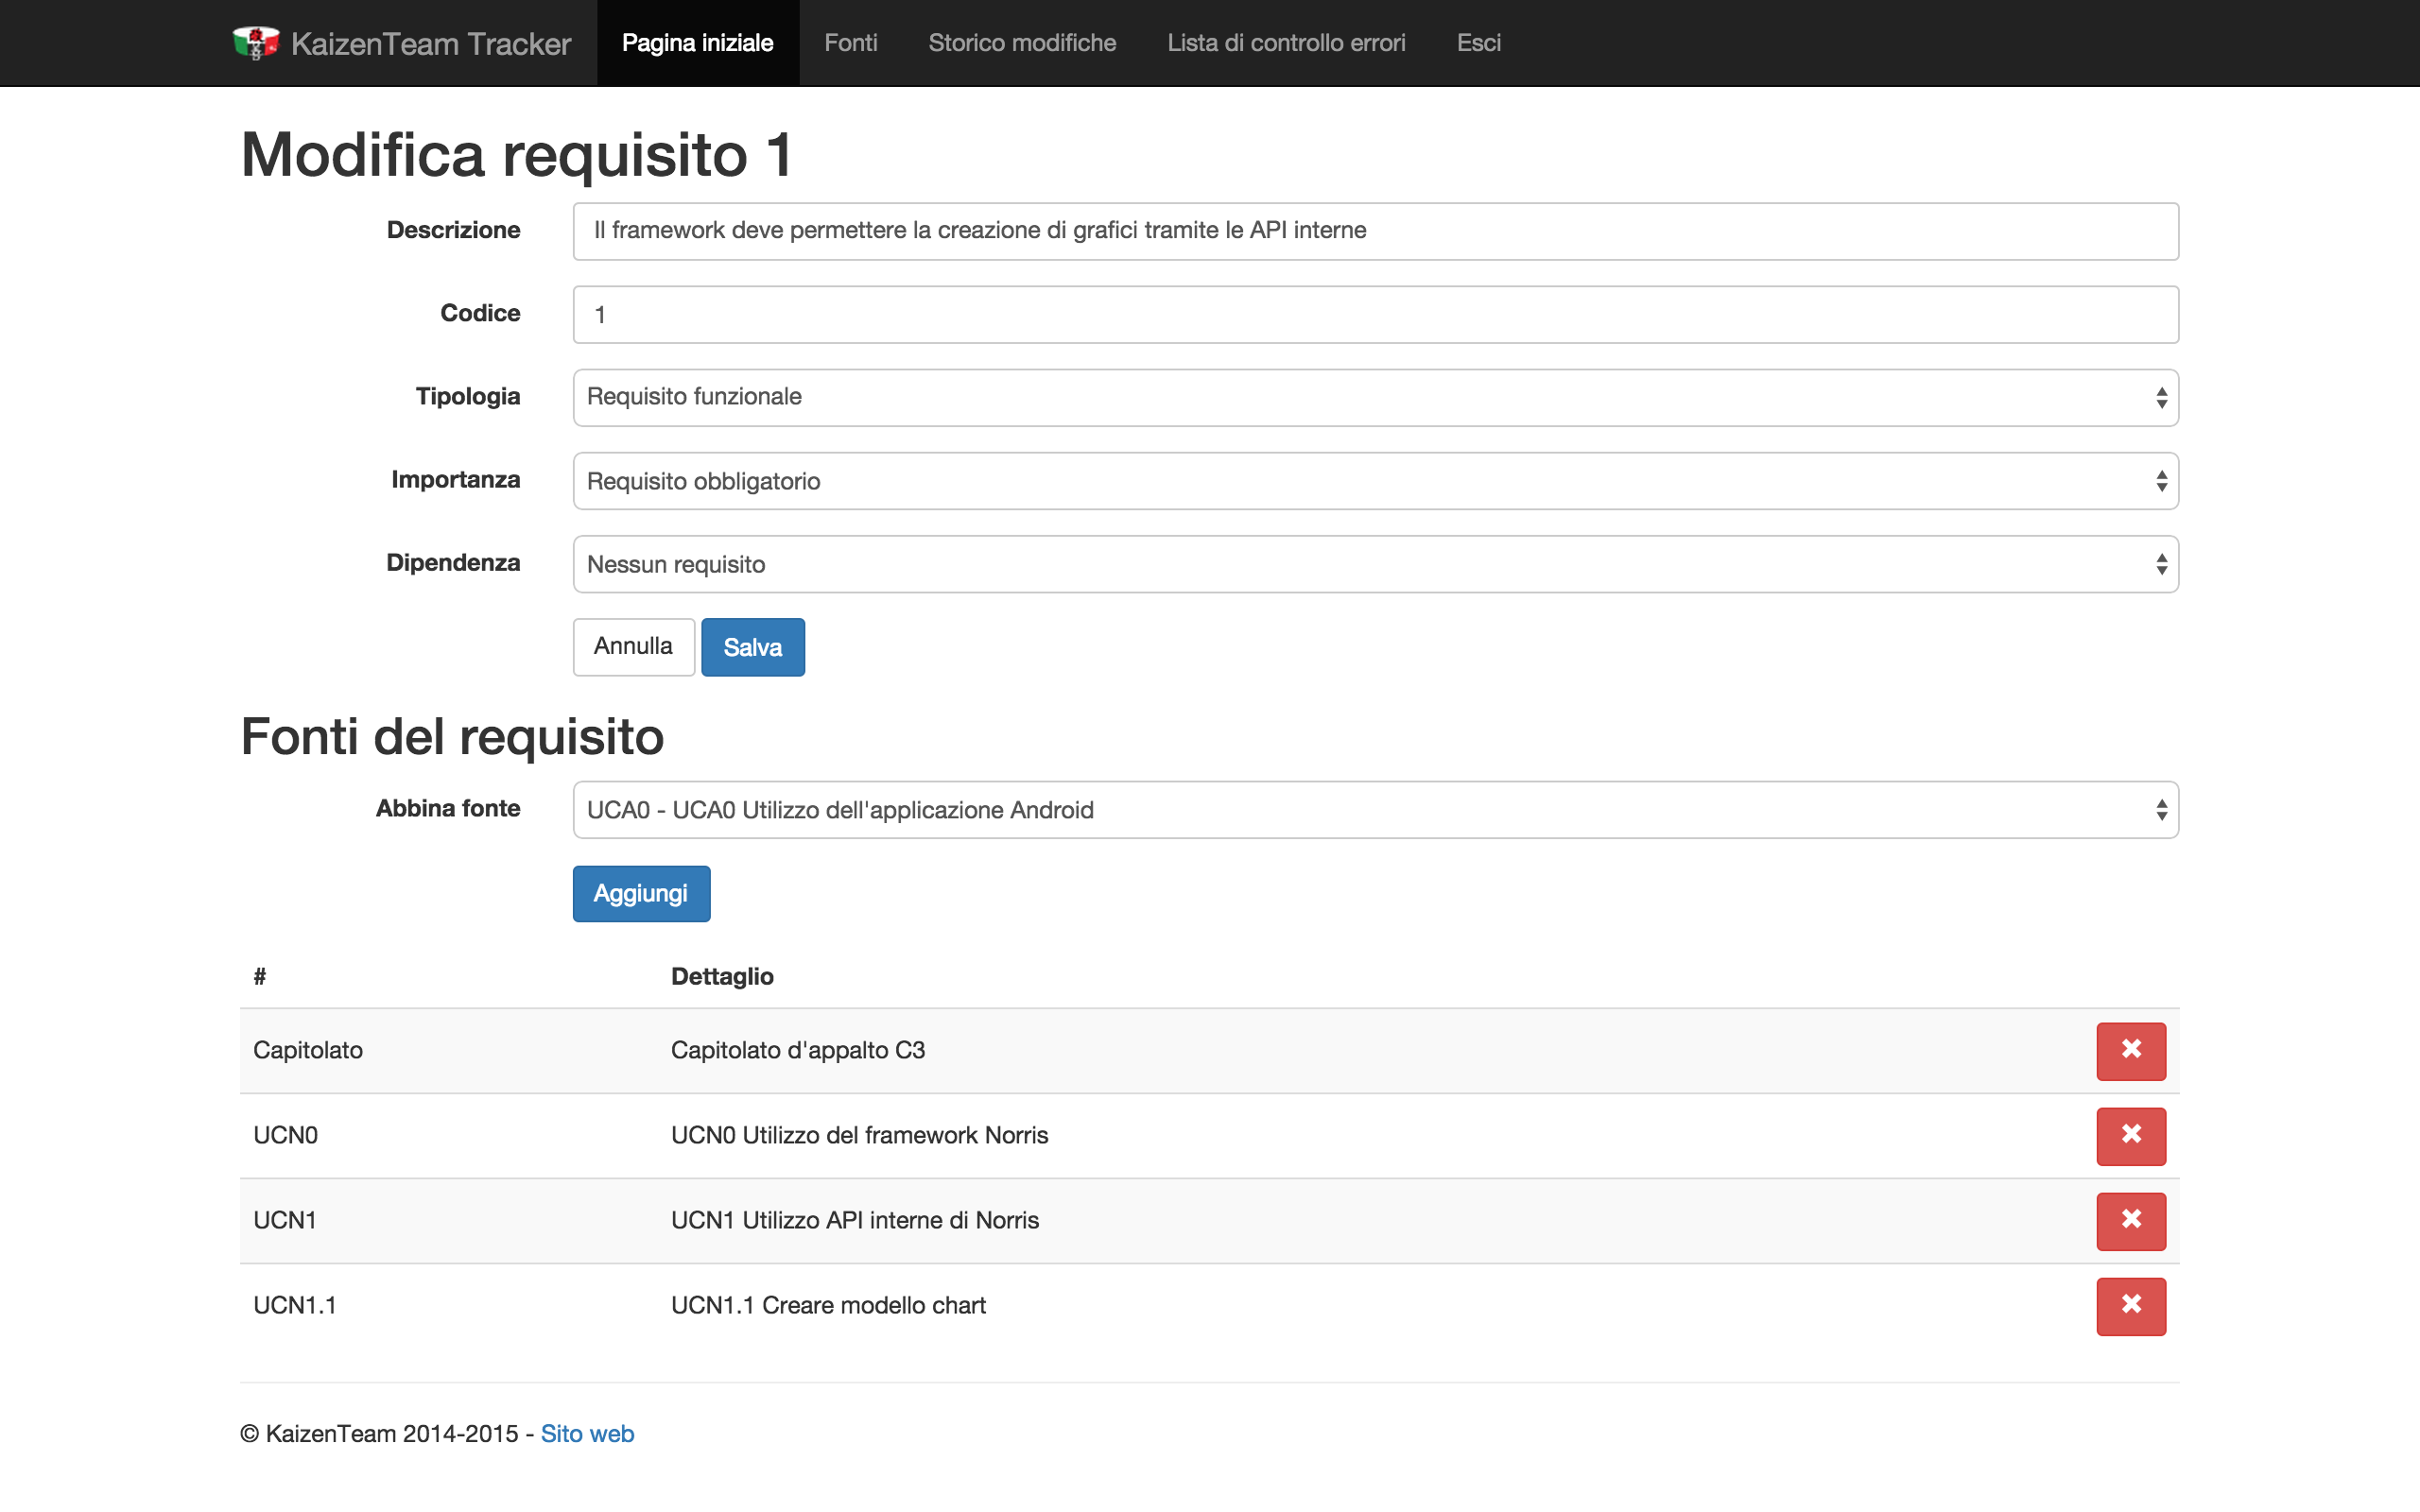 KaizenTeam Tracker Pagina iniziale Fonti Storico modifiche Lista di controllo errori Esci
Modifica requisito 1
Descrizione Il framework deve permettere la creazione di grafici tramite le API interne
Codice 1
Tipologia Requisito funzionale
Importanza Requisito obbligatorio
Dipendenza Nessun requisito
Annulla Salva
Fonti del requisito
Abbina fonte UCA0 - UCA0 Utilizzo dell'applicazione Android
Aggiungi
# Dettaglio
Capitolato Capitolato d'appalto C3
UCN0 UCN0 Utilizzo del framework Norris
UCN1 UCN1 Utilizzo API interne di Norris
UCN1.1 UCN1.1 Creare modello chart
© KaizenTeam 2014-2015 - Sito web